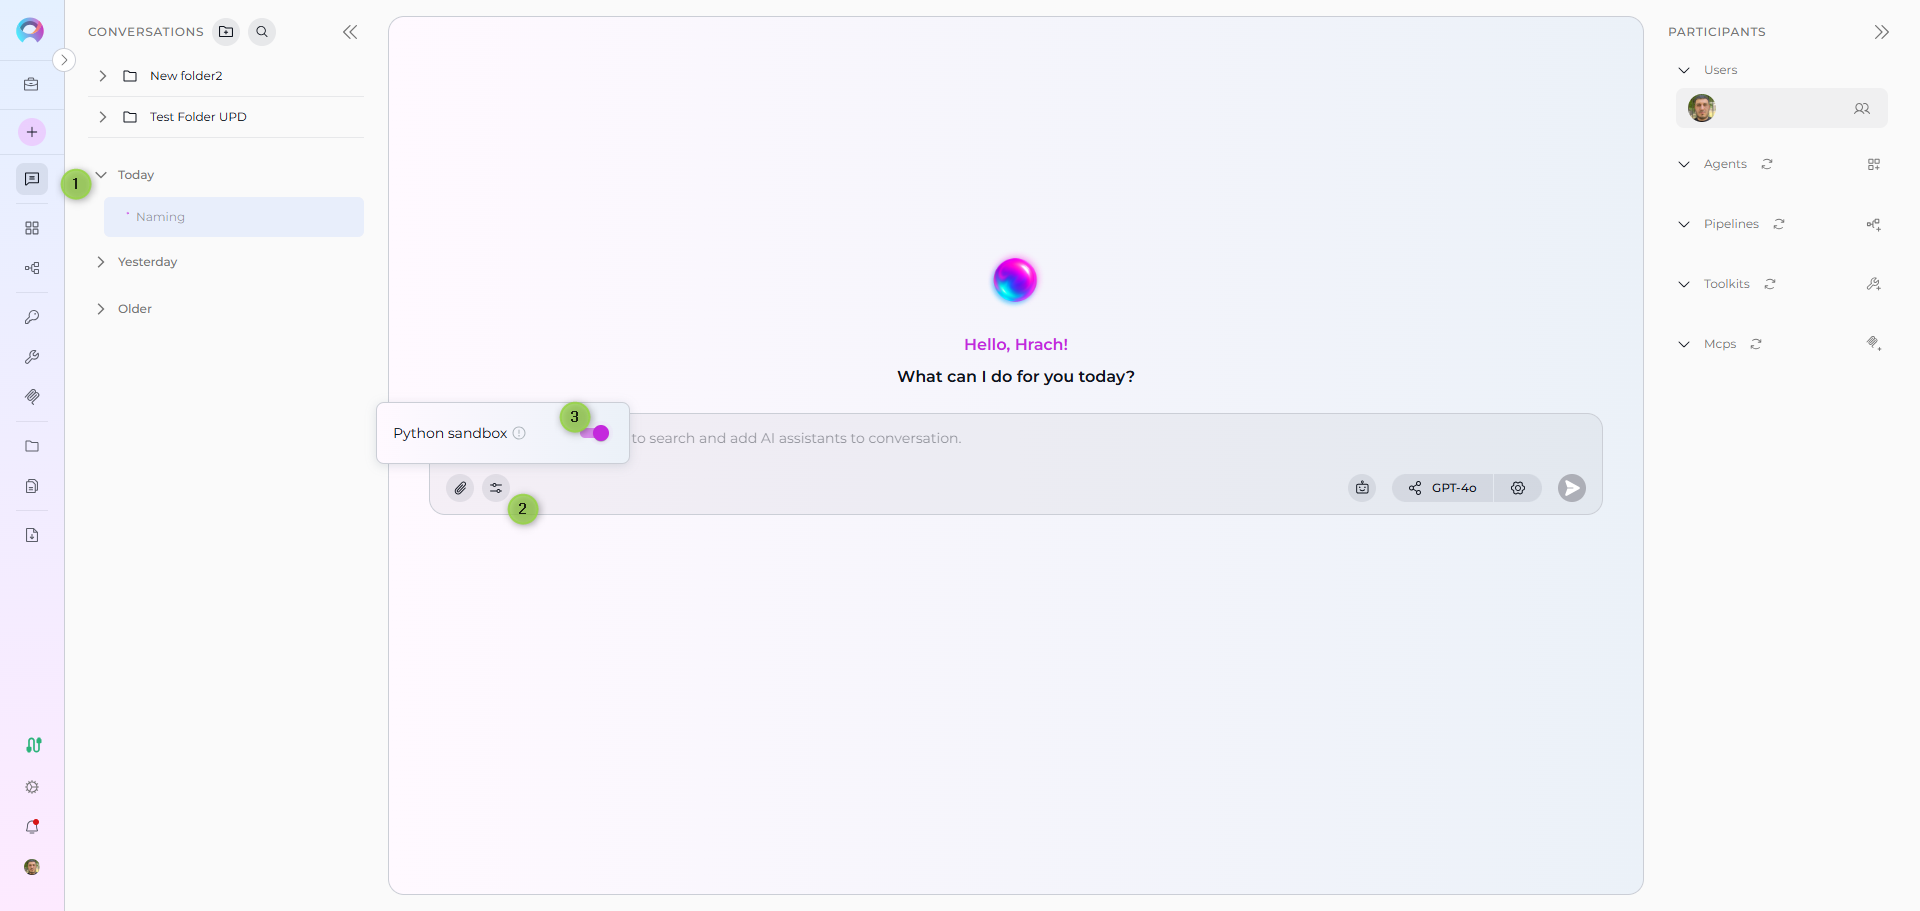 CONVERSATIONS
New folder2
Test Folder UPD
1
Today
Naming
Yesterday
Older
Hello, Hrach!
What can I do for you today?
3
Python sandbox
to search and add AI assistants to conversation.
GPT-4o
2
PARTICIPANTS
Users
Agents
Pipelines
Toolkits
Mcps